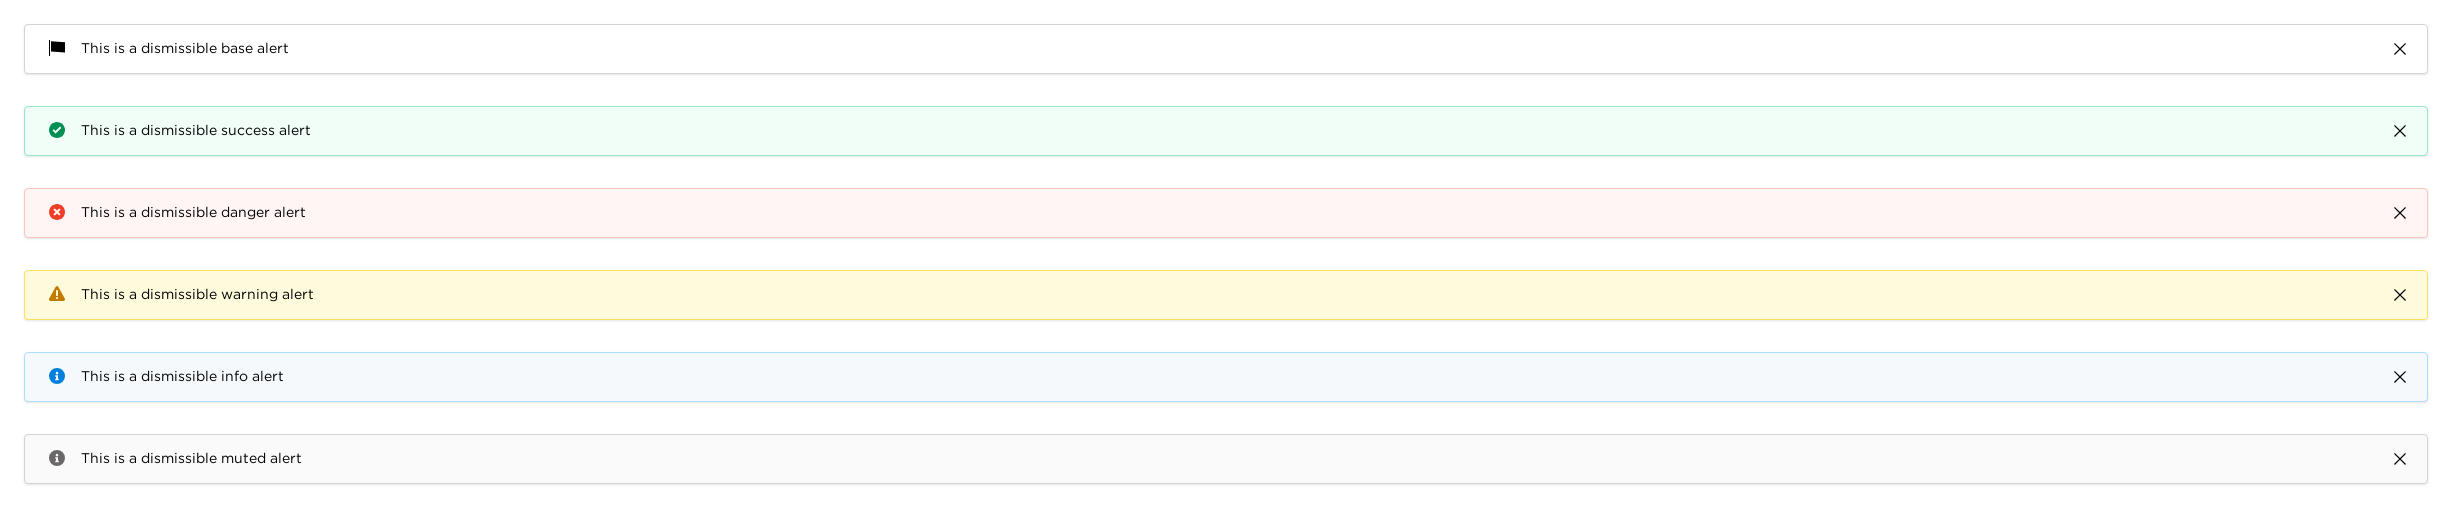 This is a dismissible base alert
This is a dismissible success alert
This is a dismissible danger alert
This is a dismissible warning alert
This is a dismissible info alert
This is a dismissible muted alert